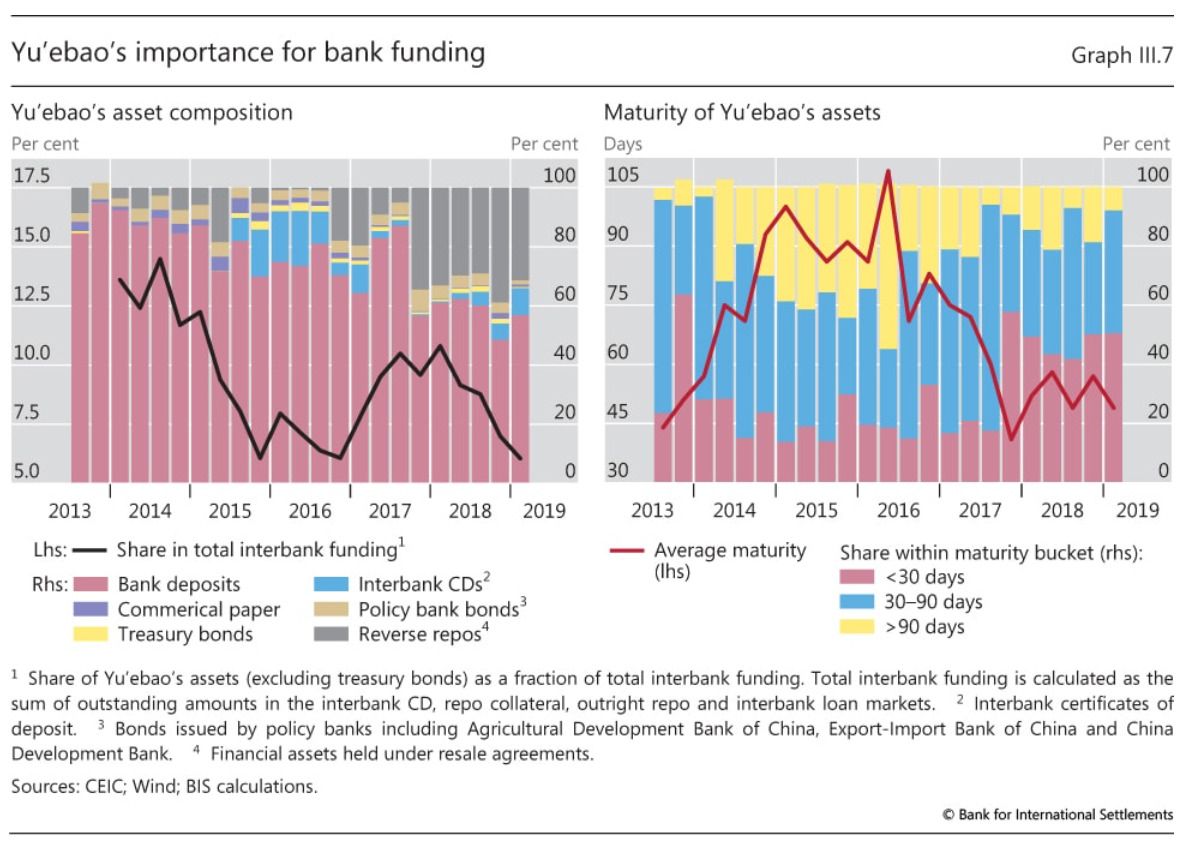 Yu’ebao’s importance for bank funding
Graph III.7
Yu’ebao’s asset composition
Per cent
Per cent
17.5
15.0
12.5
10.0
7.5
5.0
100
80
60
40
20
0
2013 2014 2015 2016 2017 2018 2019
Lhs: Share in total interbank funding¹
Rhs: Bank deposits
Commerical paper
Treasury bonds
Interbank CDs²
Policy bank bonds³
Reverse repos⁴
Maturity of Yu’ebao’s assets
Days
Per cent
105
90
75
60
45
30
100
80
60
40
20
0
2013 2014 2015 2016 2017 2018 2019
Average maturity
(lhs)
Share within maturity bucket (rhs):
<30 days
30–90 days
>90 days
¹ Share of Yu’ebao’s assets (excluding treasury bonds) as a fraction of total interbank funding. Total interbank funding is calculated as the
sum of outstanding amounts in the interbank CD, repo collateral, outright repo and interbank loan markets. ² Interbank certificates of
deposit. ³ Bonds issued by policy banks including Agricultural Development Bank of China, Export-Import Bank of China and China
Development Bank. ⁴ Financial assets held under resale agreements.
Sources: CEIC; Wind; BIS calculations.
© Bank for International Settlements